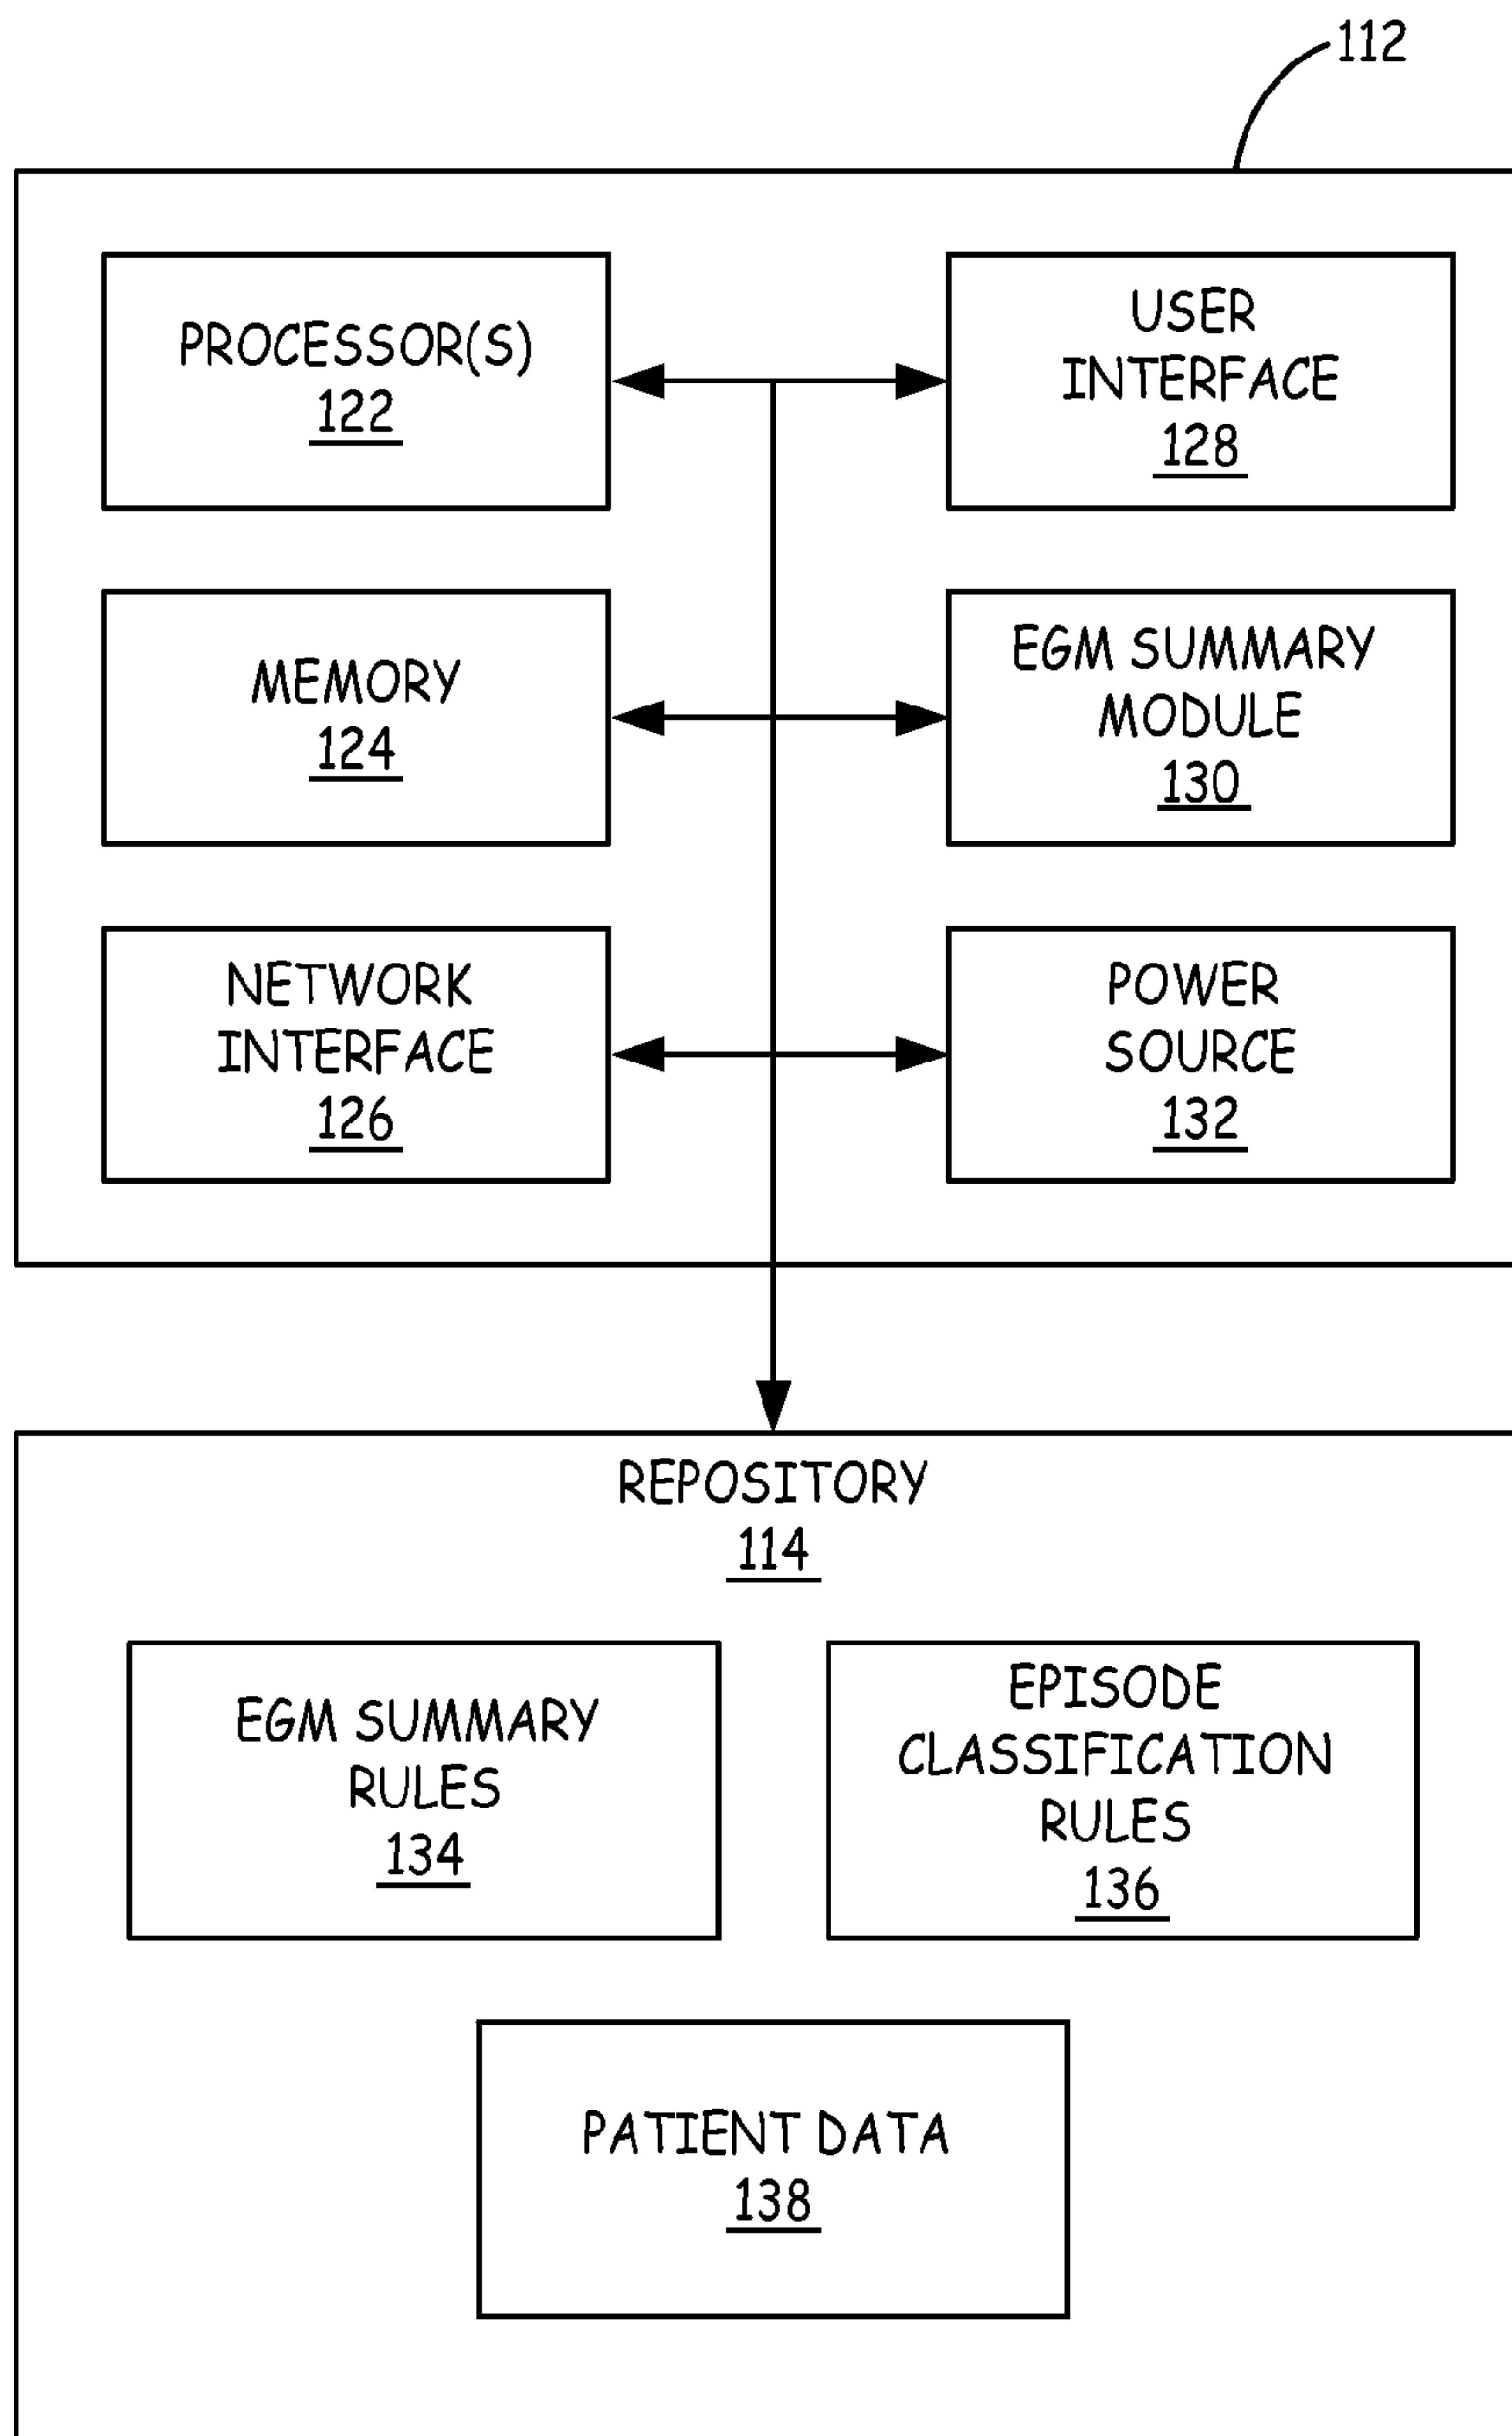 112
PROCESSOR(S)
122
USER
INTERFACE
128
MEMORY
124
EGM SUMMARY
MODULE
130
NETWORK
INTERFACE
126
POWER
SOURCE
132
REPOSITORY
114
EGM SUMMARY
RULES
134
EPISODE
CLASSIFICATION
RULES
136
PATIENT DATA
138